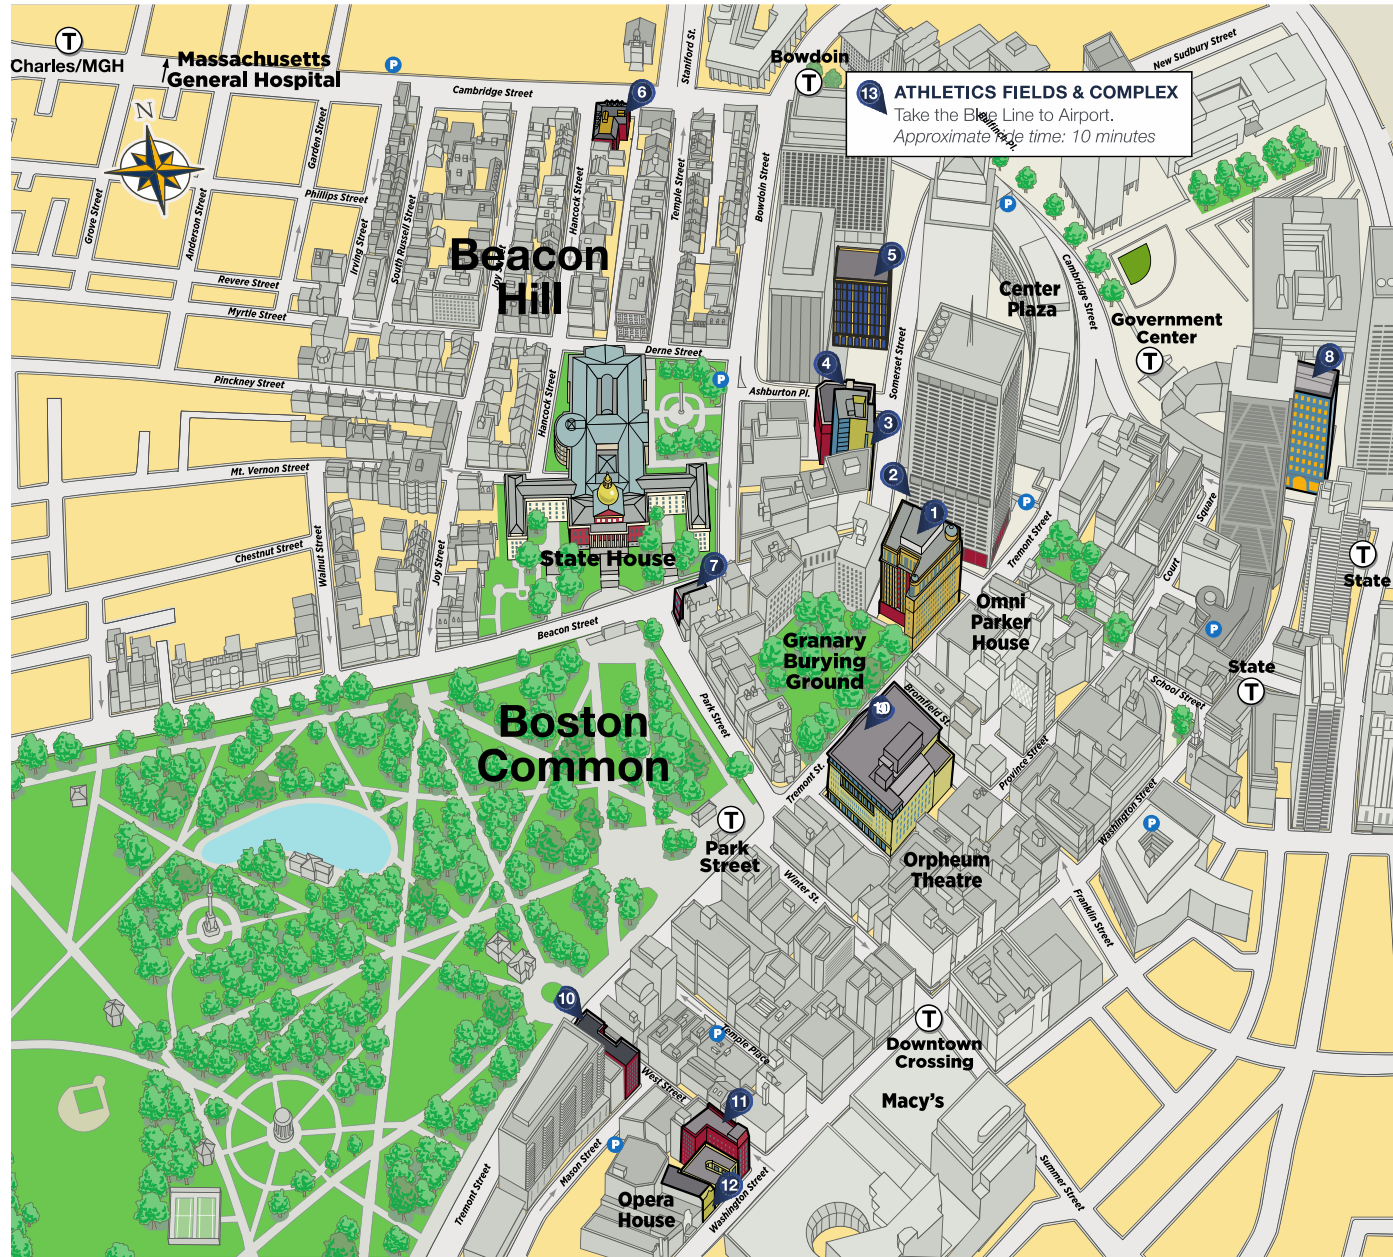 T
Charles/MGH
Massachusetts
General Hospital
P
N
Cambridge Street
6
Staniford St.
Bowdoin
T
13
ATHLETICS FIELDS & COMPLEX
Take the Blue Line to Airport.
Approximate ride time: 10 minutes
New Sudbury Street
Garden Street
Phillips Street
Grove Street
Anderson Street
Irving Street
South Russell Street
Joy Street
Hancock Street
Temple Street
Bowdoin Street
P
Beacon
Hill
5
Revere Street
Myrtle Street
Center
Plaza
Cambridge Street
Government
Center
T
Somerset Street
8
Derne Street
P
4
Ashburton Pl.
Pinckney Street
Hancock Street
3
Mt. Vernon Street
2
1
P
Square
Court
Tremont Street
Chestnut Street
Walnut Street
Joy Street
State House
7
T
State
Omni
Parker
House
P
Beacon Street
Granary
Burying
Ground
State
T
School Street
Park Street
Bromfield St.
Boston
Common
Province Street
Tremont St.
Washington Street
P
T
Park
Street
Orpheum
Theatre
Winter St.
Franklin Street
10
T
Downtown
Crossing
P
Temple Place
West Street
Macy's
11
P
Mason Street
Tremont Street
12
Opera
House
Washington Street
Summer Street